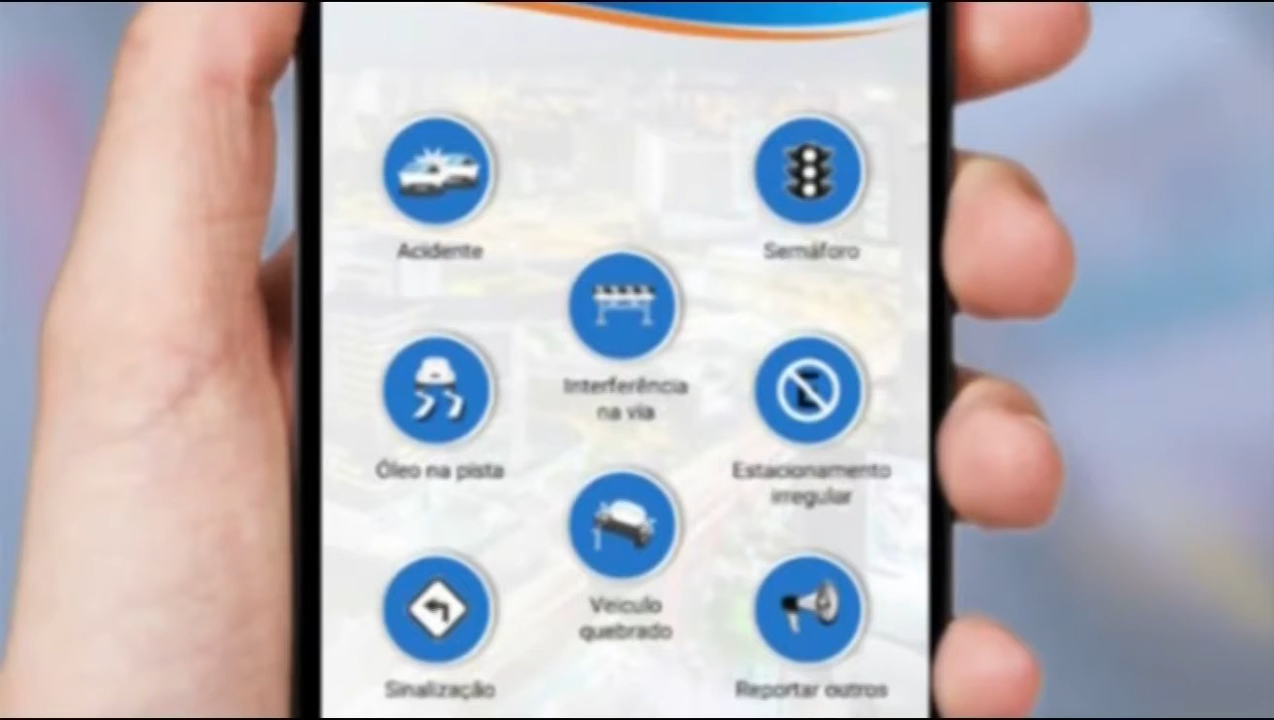 Acidente
Semáforo
Interferência
na via
Óleo na pista
Estacionamento
irregular
Veículo
quebrado
Sinalização
Reportar outros